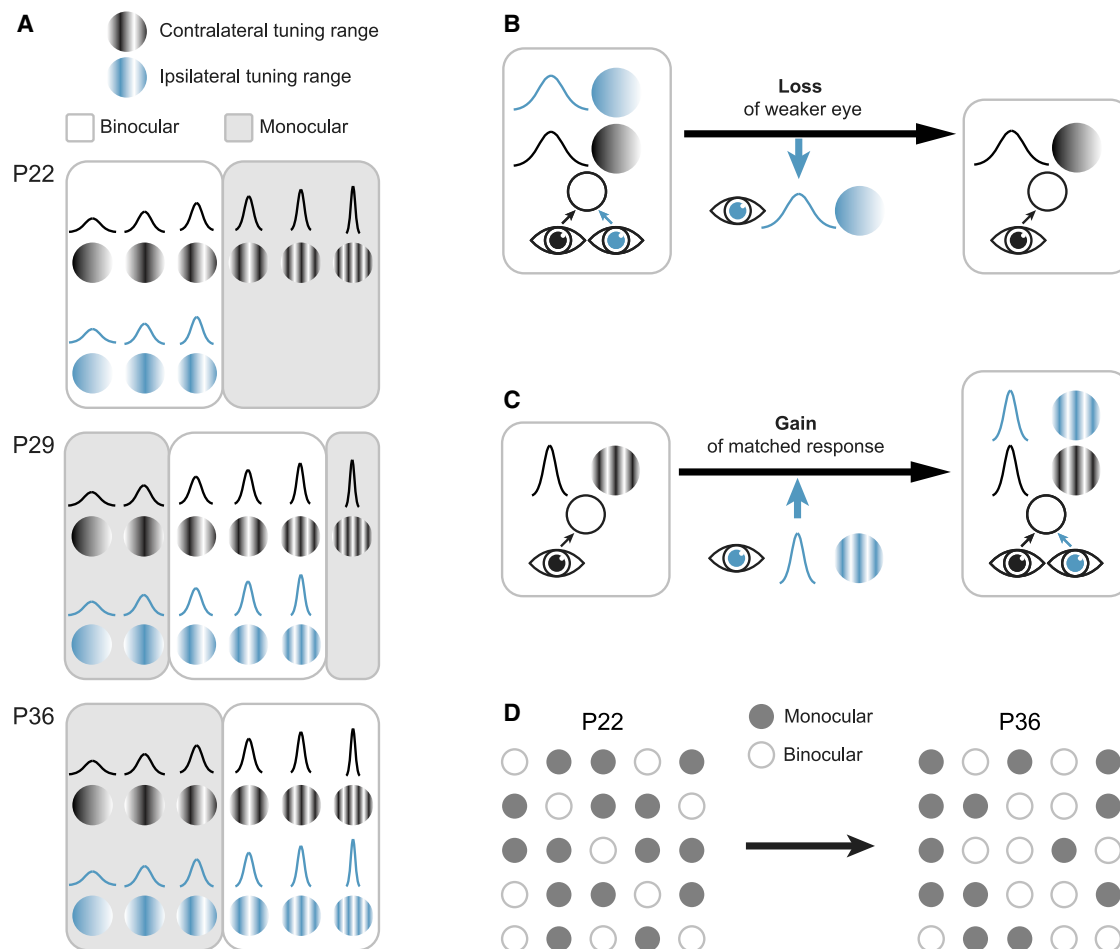 A
Contralateral tuning range
Ipsilateral tuning range
Binocular
Monocular
P22
P29
P36
B
Loss
of weaker eye
C
Gain
of matched response
D
P22
Monocular
Binocular
P36